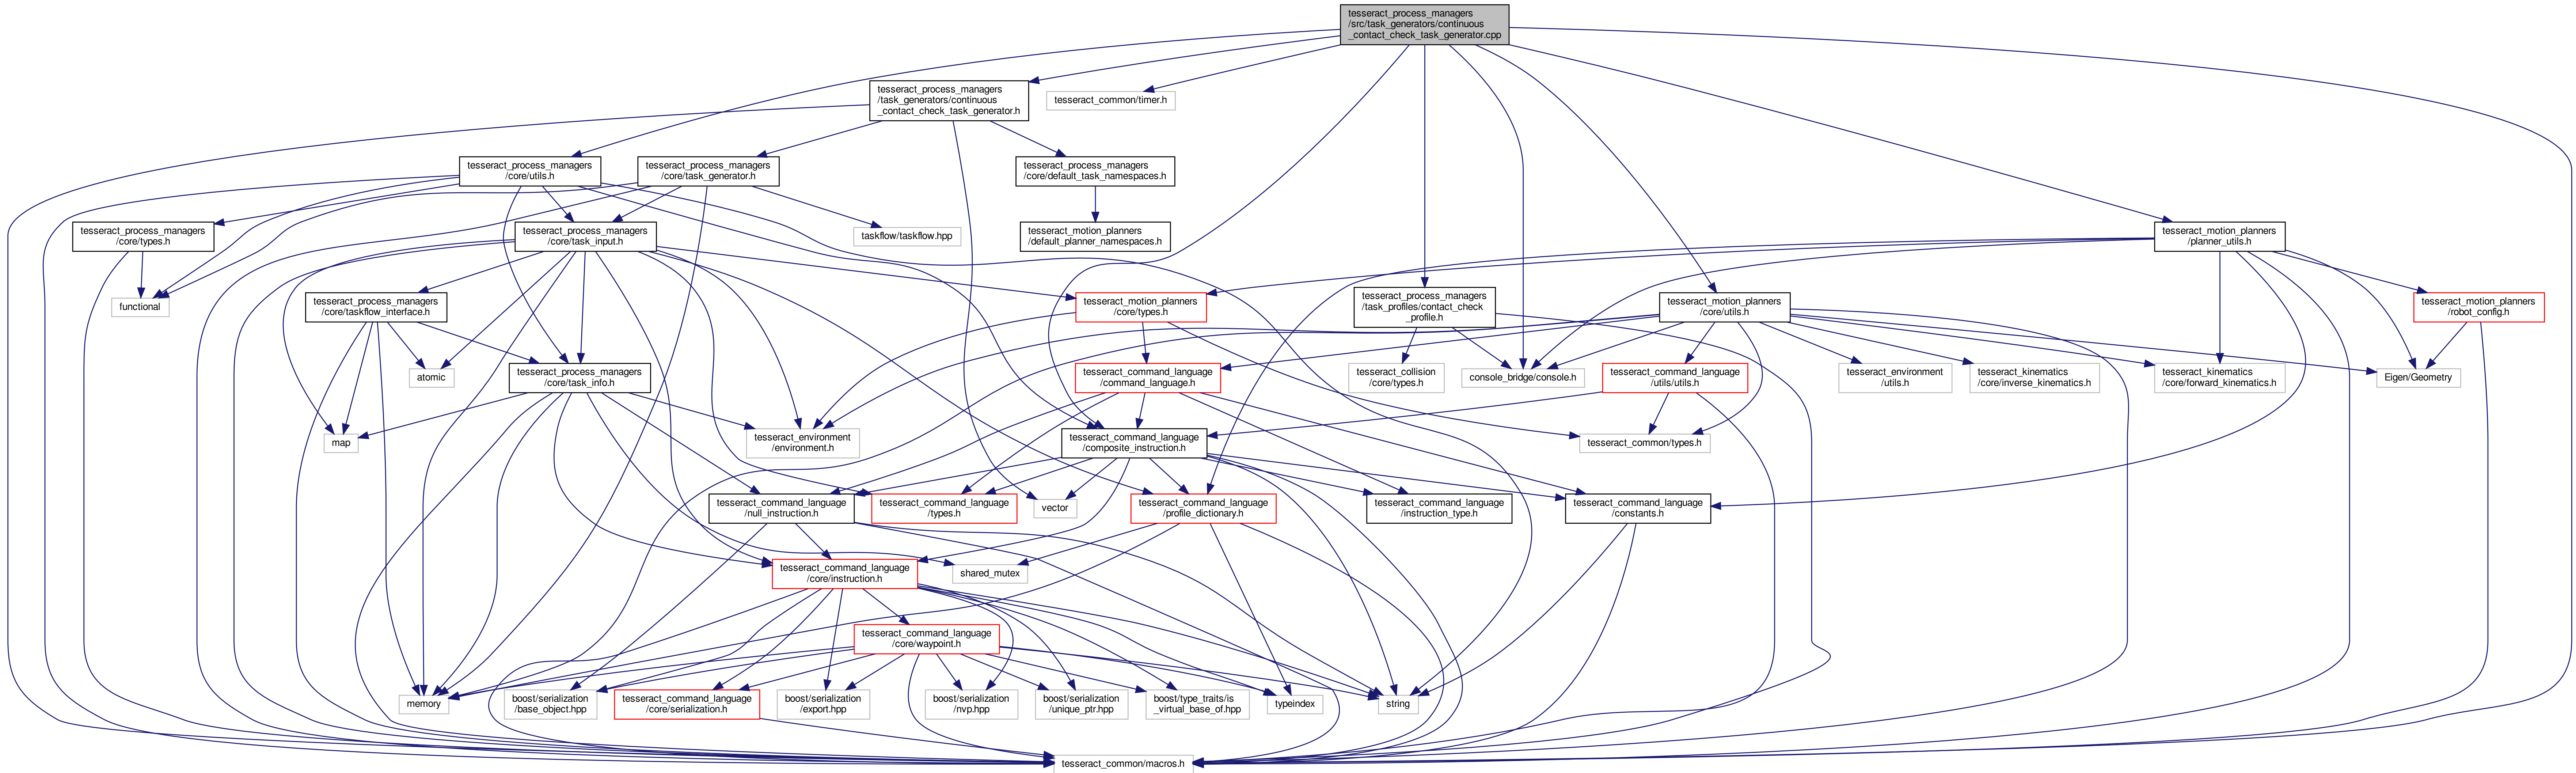 tesseract_process_managers
/src/task_generators/continuous
_contact_check_task_generator.cpp
tesseract_process_managers
/task_generators/continuous
_contact_check_task_generator.h
tesseract_common/timer.h
tesseract_process_managers
/core/utils.h
tesseract_process_managers
/core/task_generator.h
tesseract_process_managers
/core/default_task_namespaces.h
tesseract_process_managers
/core/types.h
tesseract_process_managers
/core/task_input.h
taskflow/taskflow.hpp
tesseract_motion_planners
/default_planner_namespaces.h
tesseract_motion_planners
/planner_utils.h
functional
tesseract_process_managers
/core/taskflow_interface.h
tesseract_motion_planners
/core/types.h
tesseract_process_managers
/task_profiles/contact_check
_profile.h
tesseract_motion_planners
/core/utils.h
tesseract_motion_planners
/robot_config.h
atomic
tesseract_process_managers
/core/task_info.h
tesseract_command_language
/command_language.h
tesseract_collision
/core/types.h
console_bridge/console.h
tesseract_command_language
/utils/utils.h
tesseract_environment
/utils.h
tesseract_kinematics
/core/inverse_kinematics.h
tesseract_kinematics
/core/forward_kinematics.h
Eigen/Geometry
map
tesseract_environment
/environment.h
tesseract_command_language
/composite_instruction.h
tesseract_common/types.h
tesseract_command_language
/null_instruction.h
tesseract_command_language
/types.h
vector
tesseract_command_language
/profile_dictionary.h
tesseract_command_language
/instruction_type.h
tesseract_command_language
/constants.h
tesseract_command_language
/core/instruction.h
shared_mutex
tesseract_command_language
/core/waypoint.h
memory
boost/serialization
/base_object.hpp
tesseract_command_language
/core/serialization.h
boost/serialization
/export.hpp
boost/serialization
/nvp.hpp
boost/serialization
/unique_ptr.hpp
boost/type_traits/is
_virtual_base_of.hpp
typeindex
string
tesseract_common/macros.h